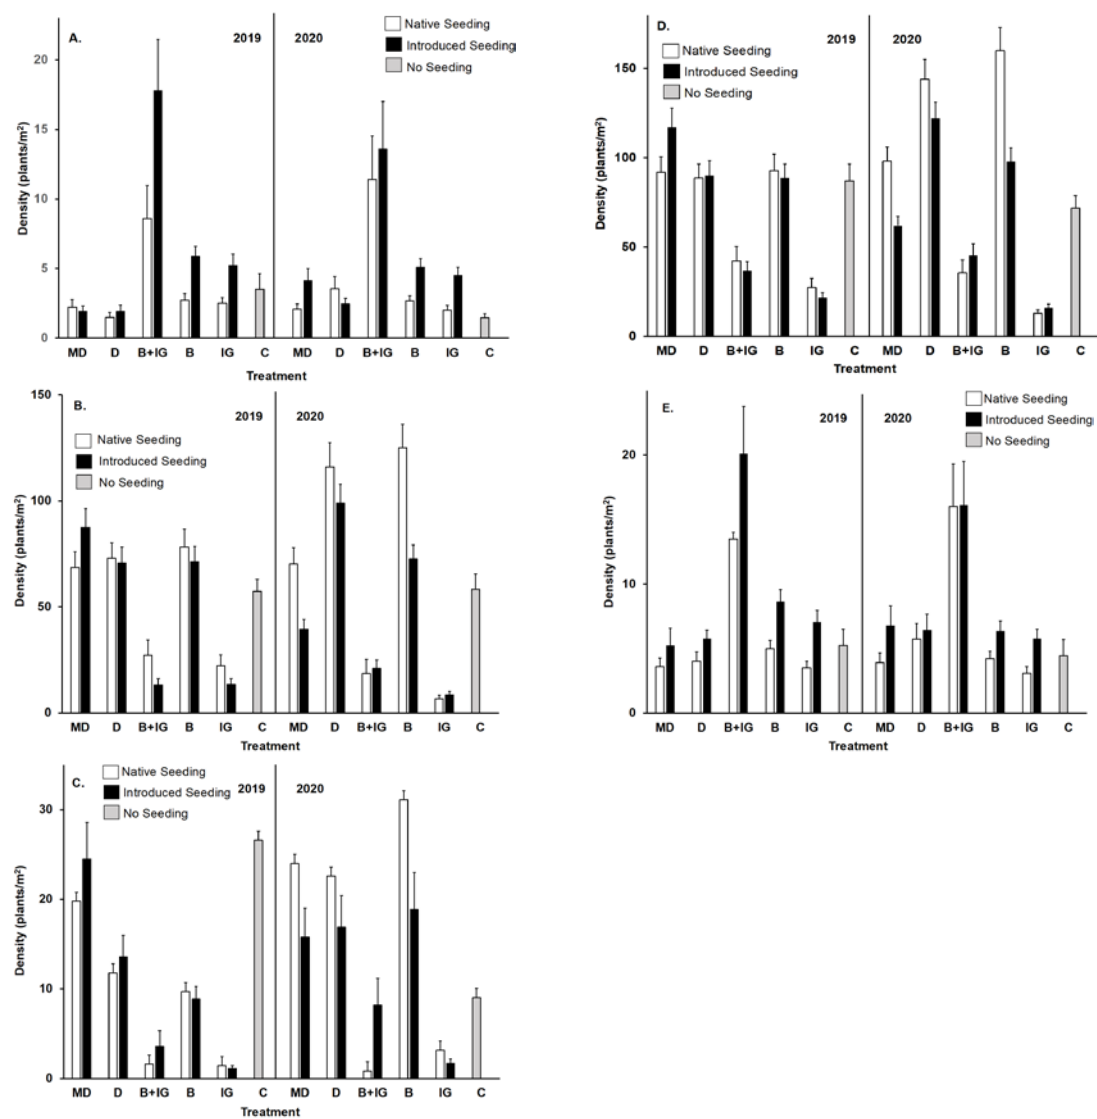 A.
2019
2020
Native Seeding
Introduced Seeding
No Seeding
20
15
10
5
0
Density (plants/m²)
MD D B+IG B IG C MD D B+IG B IG C
Treatment
D.
2019
2020
Native Seeding
Introduced Seeding
No Seeding
150
100
50
0
Density (plants/m²)
MD D B+IG B IG C MD D B+IG B IG C
Treatment
B.
2019
2020
Native Seeding
Introduced Seeding
No Seeding
150
100
50
0
Density (plants/m²)
MD D B+IG B IG C MD D B+IG B IG C
Treatment
E.
2019
2020
Native Seeding
Introduced Seeding
No Seeding
20
10
0
Density (plants/m²)
MD D B+IG B IG C MD D B+IG B IG C
Treatment
C.
2019
2020
Native Seeding
Introduced Seeding
No Seeding
30
20
10
0
Density (plants/m²)
MD D B+IG B IG C MD D B+IG B IG C
Treatment